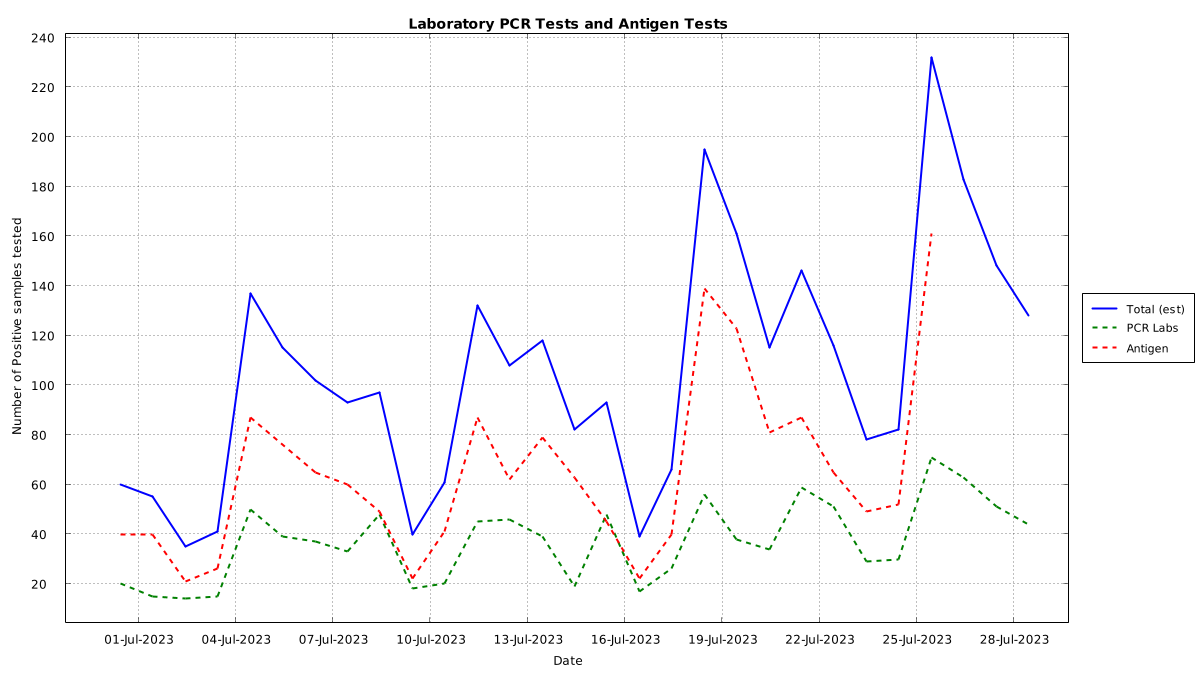 Laboratory PCR Tests and Antigen Tests
240
220
200
180
160
140
120
100
80
60
40
20
Number of Positive samples tested
01-Jul-2023 04-Jul-2023 07-Jul-2023 10-Jul-2023 13-Jul-2023 16-Jul-2023 19-Jul-2023 22-Jul-2023 25-Jul-2023 28-Jul-2023
Date
Total (est)
PCR Labs
Antigen